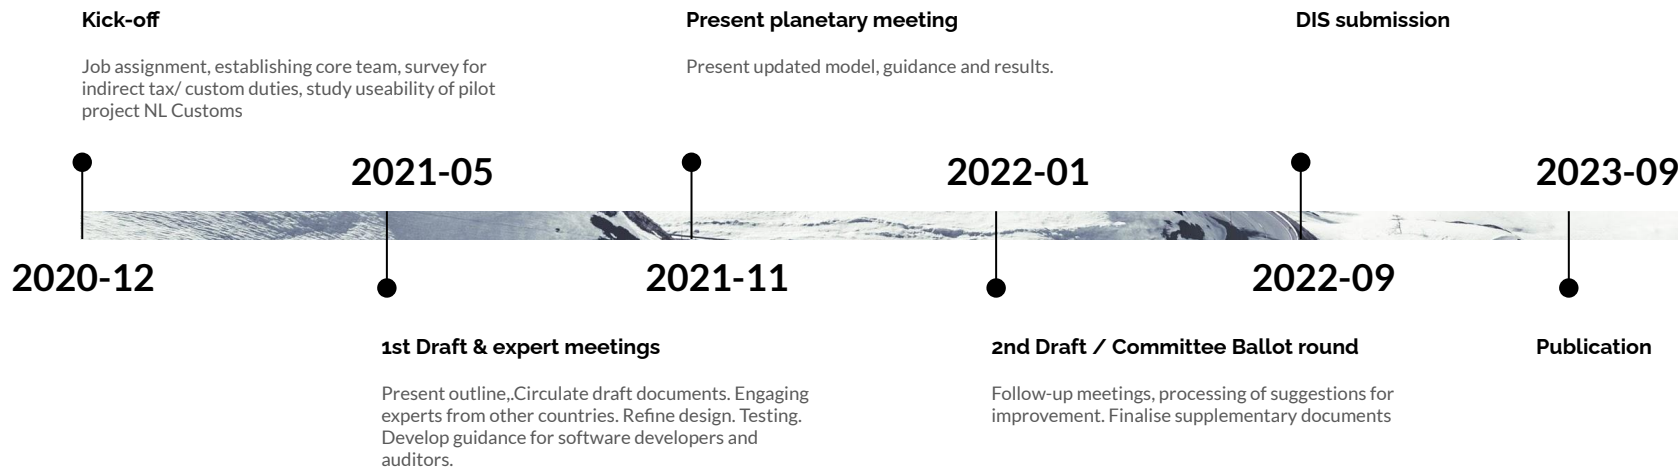 Kick-off
Job assignment, establishing core team, survey for
indirect tax/ custom duties, study useability of pilot
project NL Customs
2020-12
2021-05
1st Draft & expert meetings
Present outline,.Circulate draft documents. Engaging
experts from other countries. Refine design. Testing.
Develop guidance for software developers and
auditors.
Present planetary meeting
Present updated model, guidance and results.
2021-11
2022-01
2nd Draft / Committee Ballot round
Follow-up meetings, processing of suggestions for
improvement. Finalise supplementary documents
DIS submission
2022-09
2023-09
Publication